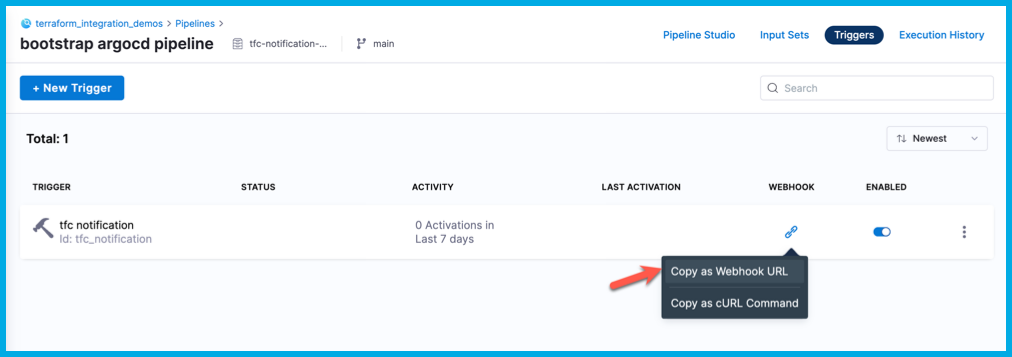 terraform_integration_demos > Pipelines >
bootstrap argocd pipeline tfc-notification-... main
Pipeline Studio Input Sets Triggers Execution History
+ New Trigger Search
Total: 1 Newest
TRIGGER STATUS ACTIVITY LAST ACTIVATION WEBHOOK ENABLED
tfc notification 0 Activations in
Id: tfc_notification Last 7 days
Copy as Webhook URL
Copy as cURL Command